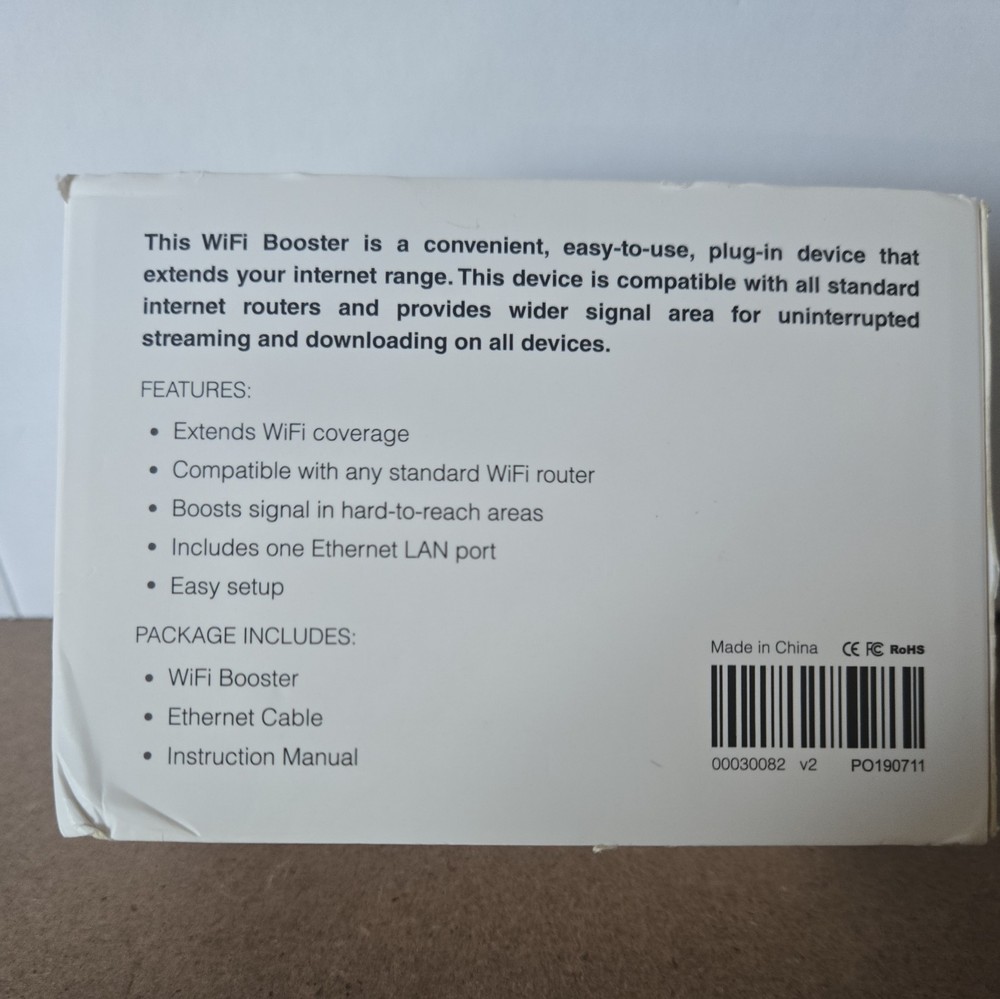 This WiFi Booster is a convenient, easy-to-use, plug-in device that
extends your internet range. This device is compatible with all standard
internet routers and provides wider signal area for uninterrupted
streaming and downloading on all devices.
FEATURES:
• Extends WiFi coverage
• Compatible with any standard WiFi router
• Boosts signal in hard-to-reach areas
• Includes one Ethernet LAN port
• Easy setup
PACKAGE INCLUDES:
• WiFi Booster
• Ethernet Cable
• Instruction Manual
Made in China CE FC RoHS
00030082 v2 PO190711